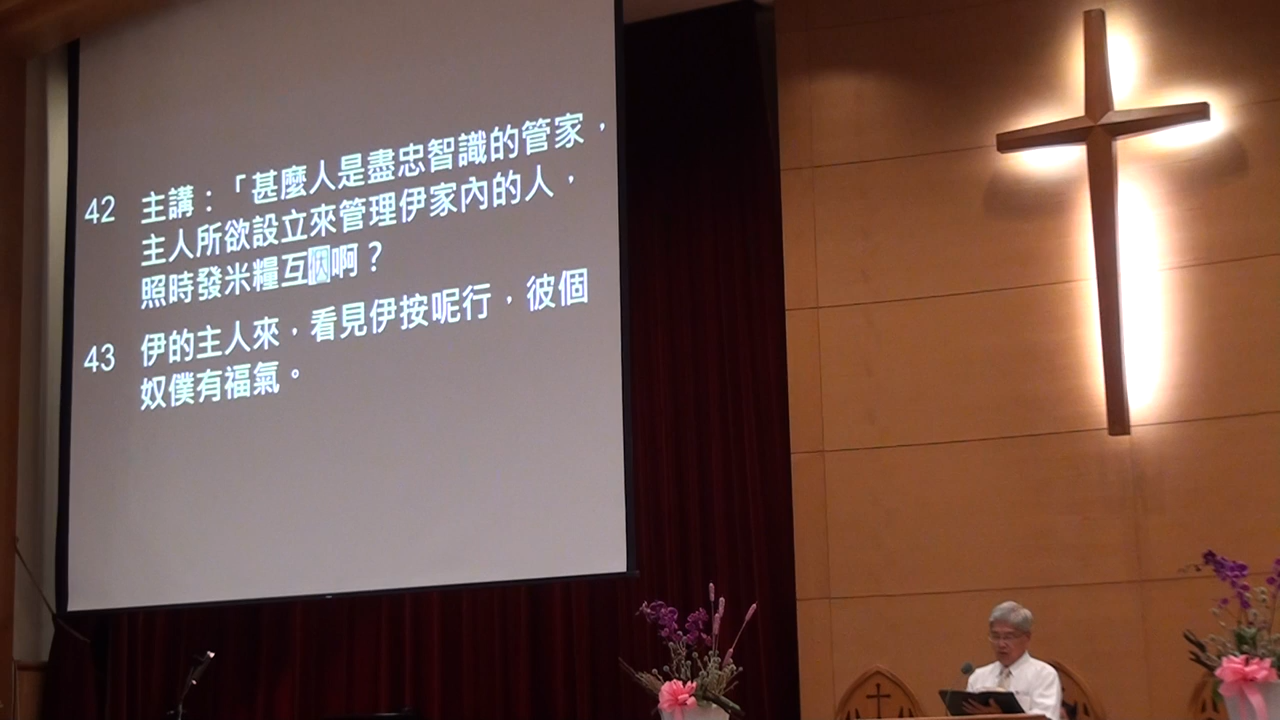 42 主講：「甚麼人是盡忠智識的管家，
主人所欲設立來管理伊家內的人，
照時發米糧互𪜶啊？
43 伊的主人來，看見伊按呢行，彼個
奴僕有福氣。